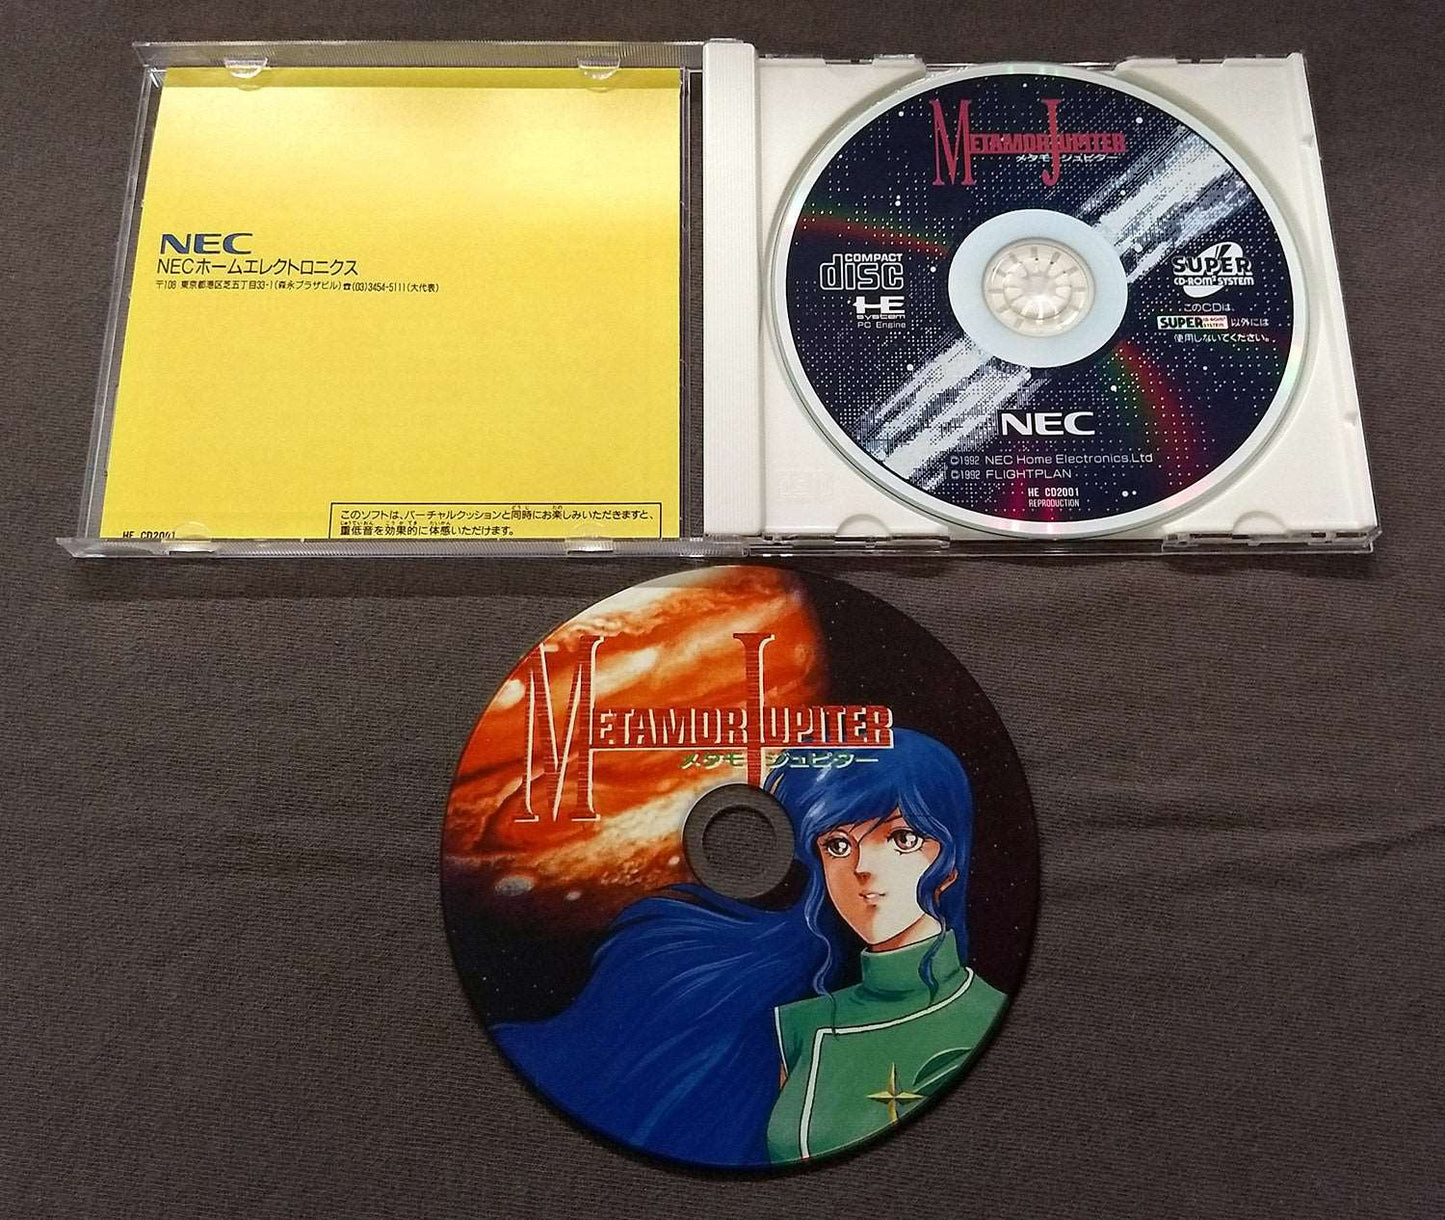 NEC
NECホームエレクトロニクス
〒108 東京都港区芝五丁目33-1(森永プラザビル)☎(03)3454-5111(大代表)
このソフトは、バーチャルクッションと同時にお楽しみいただきますと、
重低音を効果的に体感いただけます。
HE CD2001
METAMOR JUPITER
メタモ ジュピター
COMPACT
disc
HE
system
PC Engine
SUPER
CD-ROM² SYSTEM
このCDは、
SUPER CD-ROM² SYSTEM 以外には
使用しないでください。
NEC
©1992 NEC Home Electronics.Ltd
©1992 FLIGHTPLAN
HE CD2001
REPRODUCTION
METAMOR JUPITER
メタモ ジュピター